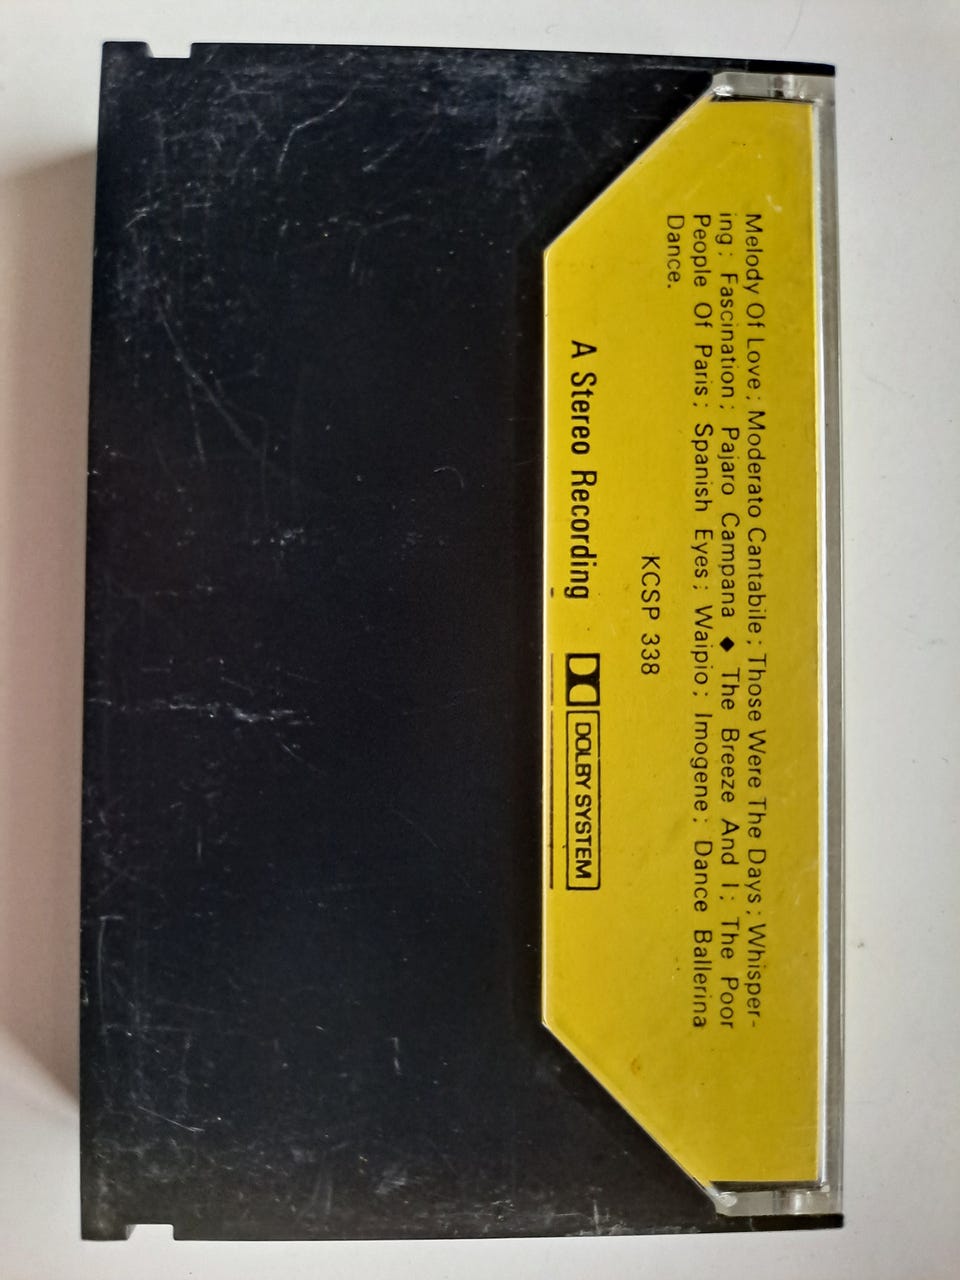 Melody Of Love; Moderato Cantabile; Those Were The Days; Whisper-
ing; Fascination; Pajaro Campana ◆ The Breeze And I; The Poor
People Of Paris; Spanish Eyes; Waipio; Imogene; Dance Ballerina
Dance.
KCSP 338
A Stereo Recording DOLBY SYSTEM